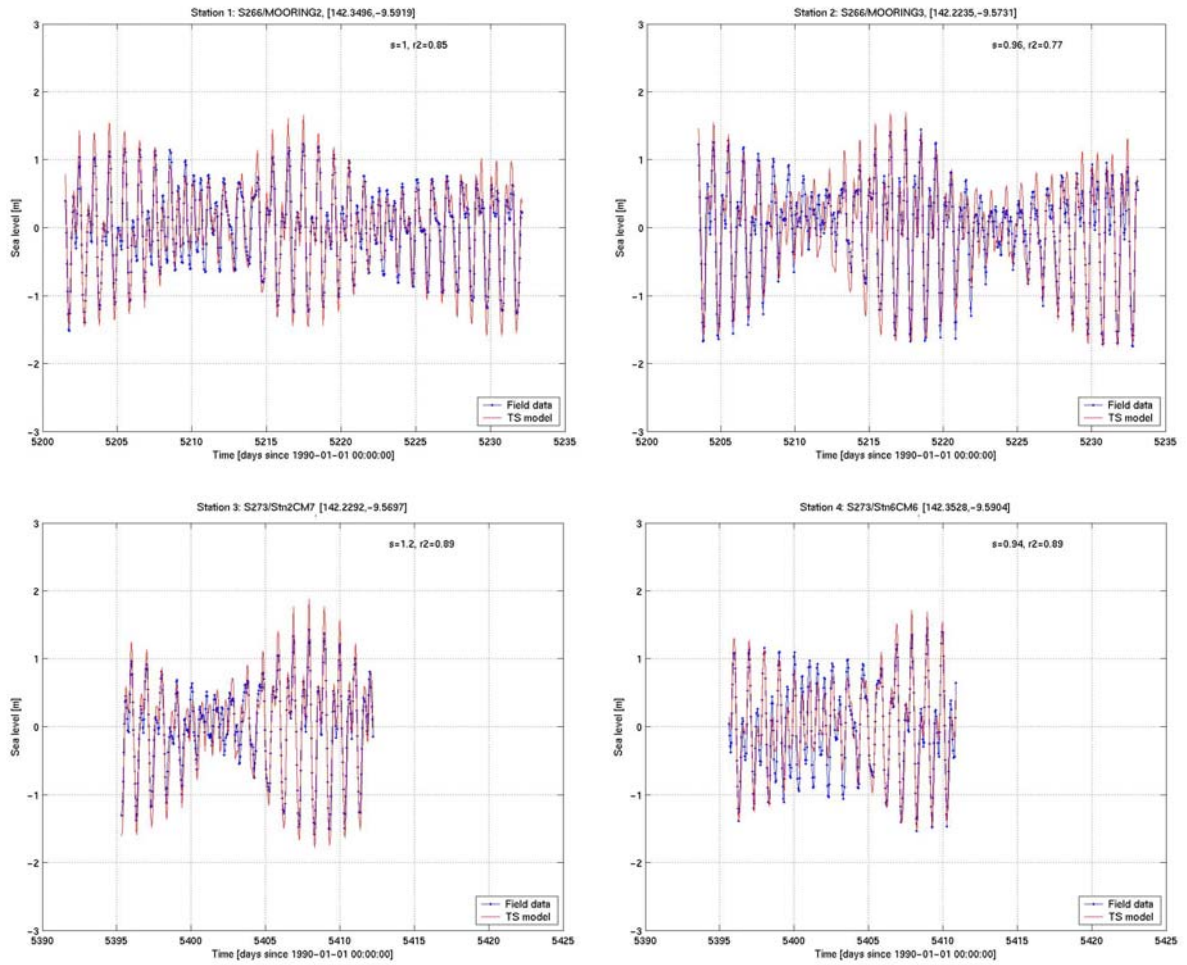 Station 1: S266/MOORING2, [142.3496,-9.5919]
s=1, r2=0.85
3
2
1
0
-1
-2
-3
Sea level [m]
Field data
TS model
5200 5205 5210 5215 5220 5225 5230 5235
Time [days since 1990-01-01 00:00:00]
Station 2: S266/MOORING3, [142.2235,-9.5731]
s=0.96, r2=0.77
3
2
1
0
-1
-2
-3
Sea level [m]
Field data
TS model
5200 5205 5210 5215 5220 5225 5230 5235
Time [days since 1990-01-01 00:00:00]
Station 3: S273/Stn2CM7 [142.2292,-9.5697]
s=1.2, r2=0.89
3
2
1
0
-1
-2
-3
Sea level [m]
Field data
TS model
5390 5395 5400 5405 5410 5415 5420 5425
Time [days since 1990-01-01 00:00:00]
Station 4: S273/Stn6CM6 [142.3528,-9.5904]
s=0.94, r2=0.89
3
2
1
0
-1
-2
-3
Sea level [m]
Field data
TS model
5390 5395 5400 5405 5410 5415 5420 5425
Time [days since 1990-01-01 00:00:00]